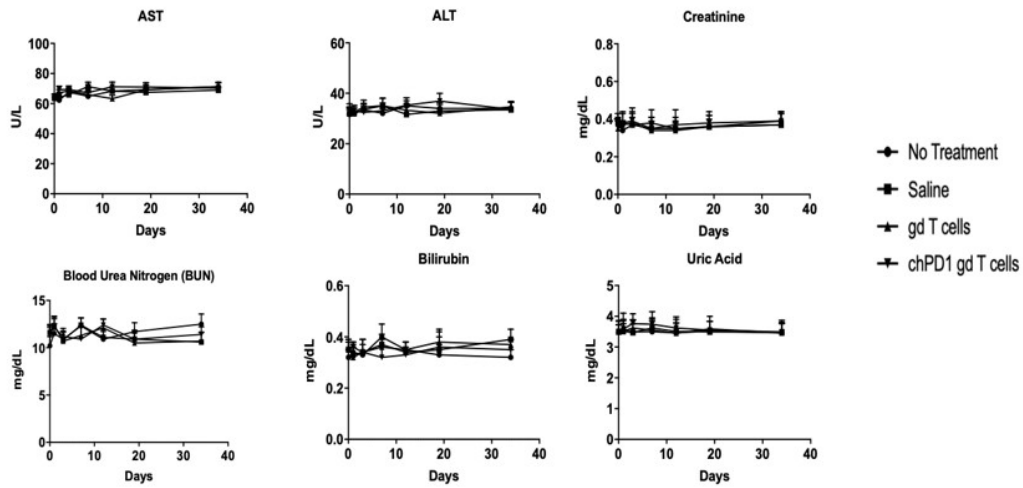 AST
100
80
60
40
20
0
U/L
0 10 20 30 40
Days
ALT
60
40
20
0
U/L
0 10 20 30 40
Days
Creatinine
0.8
0.6
0.4
0.2
0.0
mg/dL
0 10 20 30 40
Days
No Treatment
Saline
gd T cells
chPD1 gd T cells
Blood Urea Nitrogen (BUN)
15
10
5
0
mg/dL
0 10 20 30 40
Days
Bilirubin
0.6
0.4
0.2
0.0
mg/dL
0 10 20 30 40
Days
Uric Acid
5
4
3
2
1
0
mg/dL
0 10 20 30 40
Days